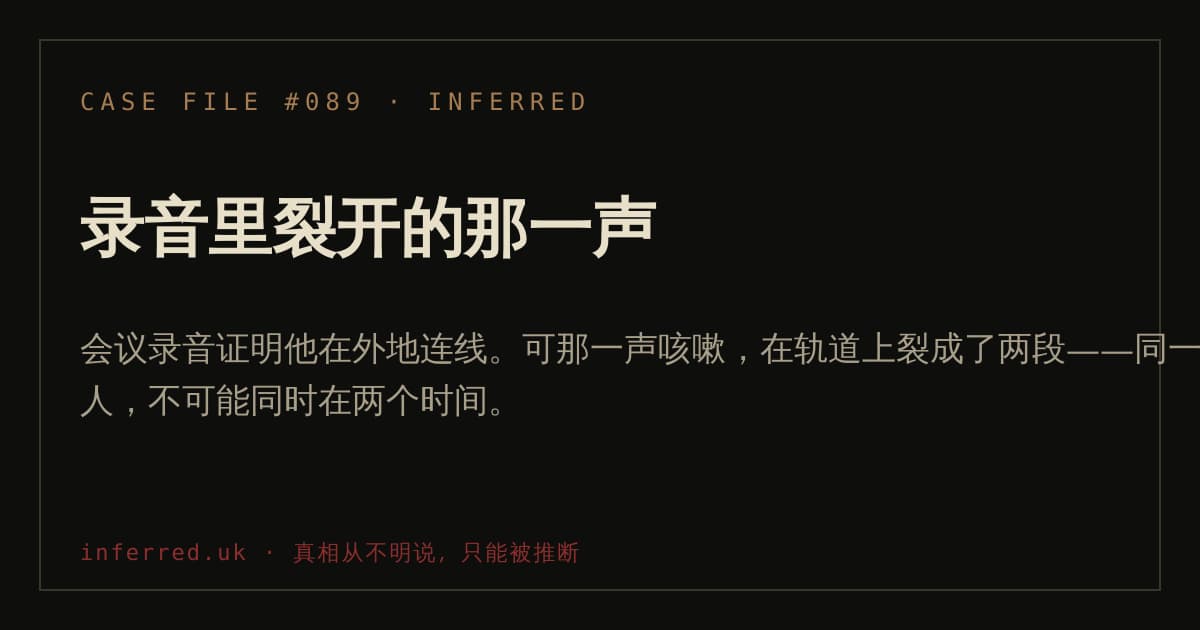 CASE FILE #089 · INFERRED
录音里裂开的那一声
会议录音证明他在外地连线。可那一声咳嗽，在轨道上裂成了两段——同一
人，不可能同时在两个时间。
inferred.uk · 真相从不明说，只能被推断